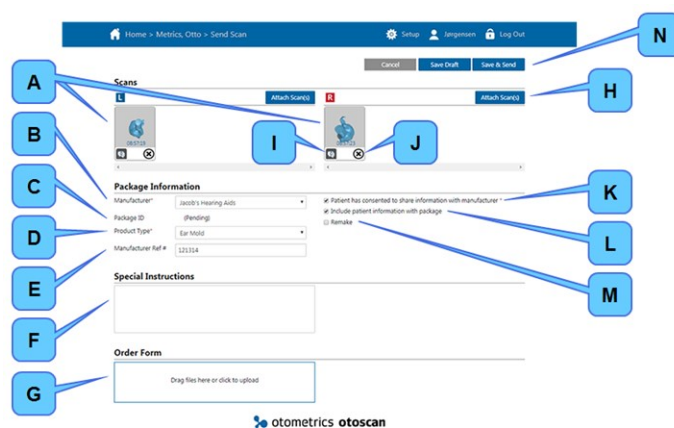 Home > Metrics, Otto > Send Scan Setup Jørgensen Log Out
N
Cancel Save Draft Save & Send
A
Scans
L Attach Scan(s) R Attach Scan(s)
H
B
I
J
C
Package Information
Manufacturer* Jacob's Hearing Aids Patient has consented to share information with manufacturer *
K
Package ID (Pending) Include patient information with package
D
Product Type* Ear Mold Remake
L
Manufacturer Ref # 121314
E
M
Special Instructions
F
Order Form
G
Drag files here or click to upload
otometrics otoscan